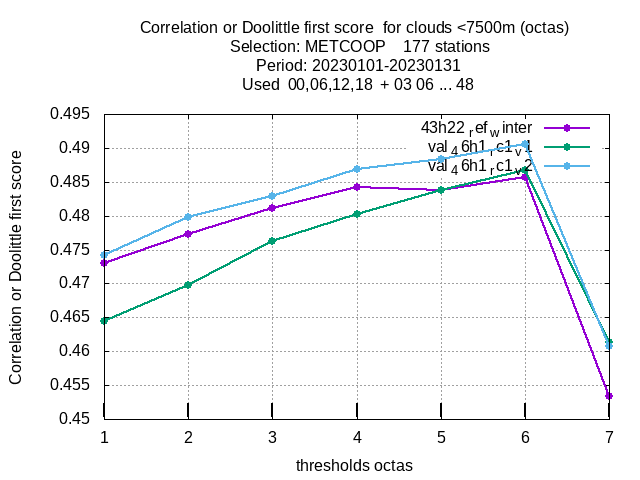 Correlation or Doolittle first score  for clouds <7500m (octas)
Selection: METCOOP    177 stations
Period: 20230101-20230131
Used  00,06,12,18  + 03 06 ... 48
43h22_ref_winter
val_46h1_rc1_v1
val_46h1_rc1_v2
0.495
0.49
0.485
0.48
0.475
0.47
0.465
0.46
0.455
0.45
Correlation or Doolittle first score
1 2 3 4 5 6 7
thresholds octas